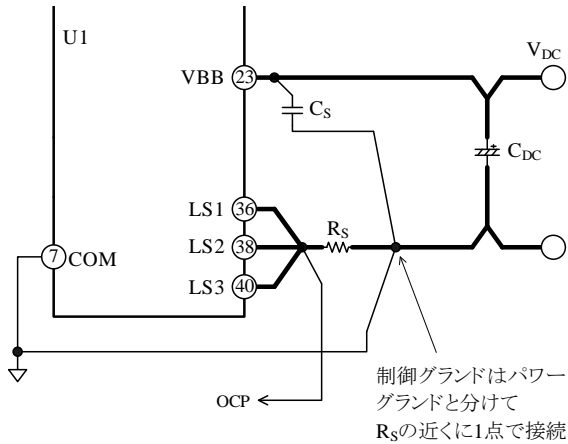 U1
VBB
23
V_DC
C_S
C_DC
LS1
36
R_S
LS2
38
7
COM
LS3
40
OCP
制御グランドはパワー
グランドと分けて
R_Sの近くに1点で接続